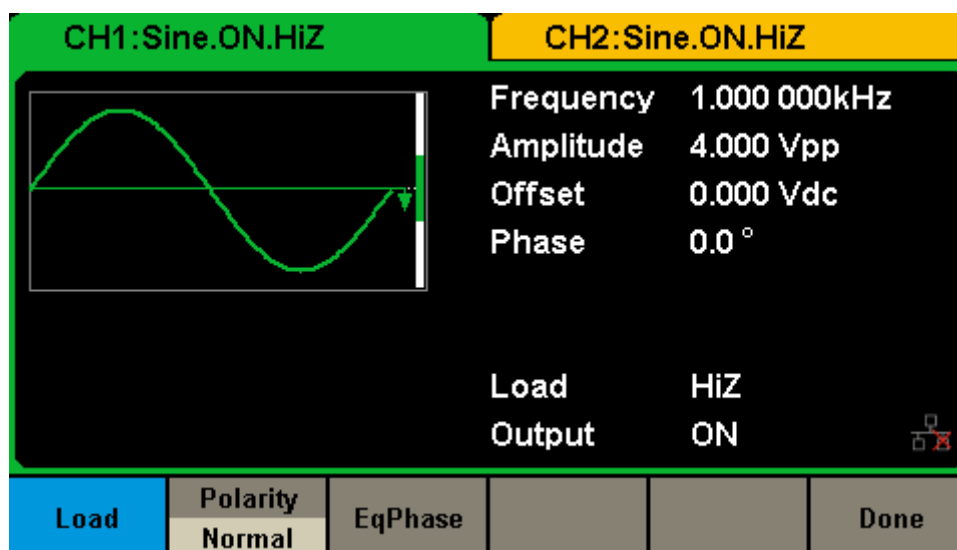 CH1:Sine.ON.HiZ
CH2:Sine.ON.HiZ
Frequency 1.000 000kHz
Amplitude 4.000 Vpp
Offset 0.000 Vdc
Phase 0.0 °
Load HiZ
Output ON
Load
Polarity
Normal
EqPhase
Done